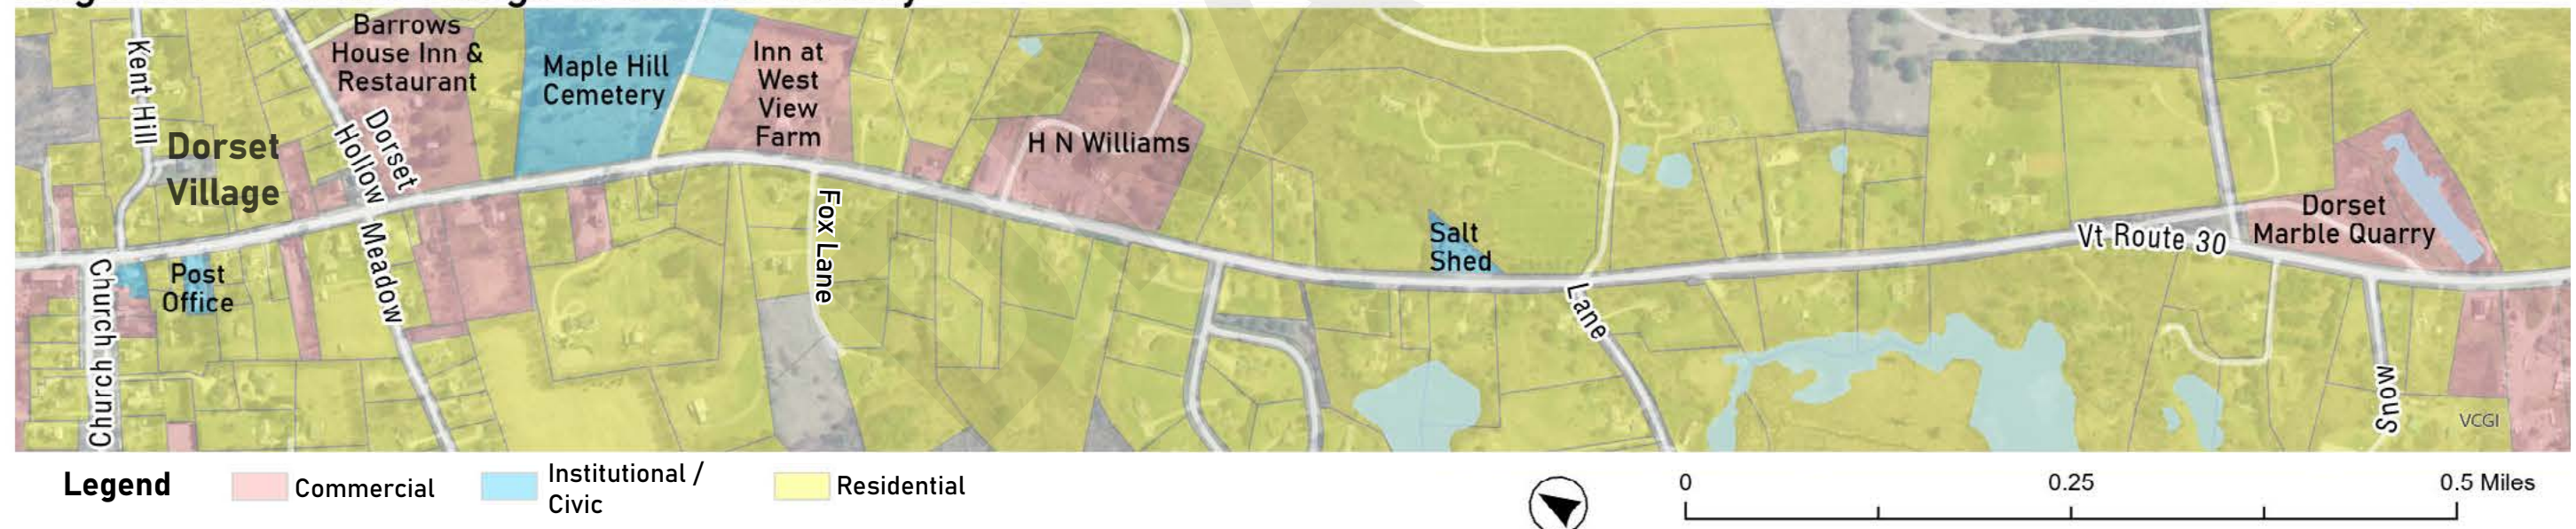 Barrows
House Inn &
Restaurant
Maple Hill
Cemetery
Inn at
West
View
Farm
H N Williams
Kent Hill
Dorset
Village
Dorset
Hollow
Meadow
Fox Lane
Salt
Shed
Lane
Vt Route 30
Dorset
Marble Quarry
Church
Church
Post
Office
Snow
VCGI
Legend
Commercial
Institutional /
Civic
Residential
0
0.25
0.5 Miles